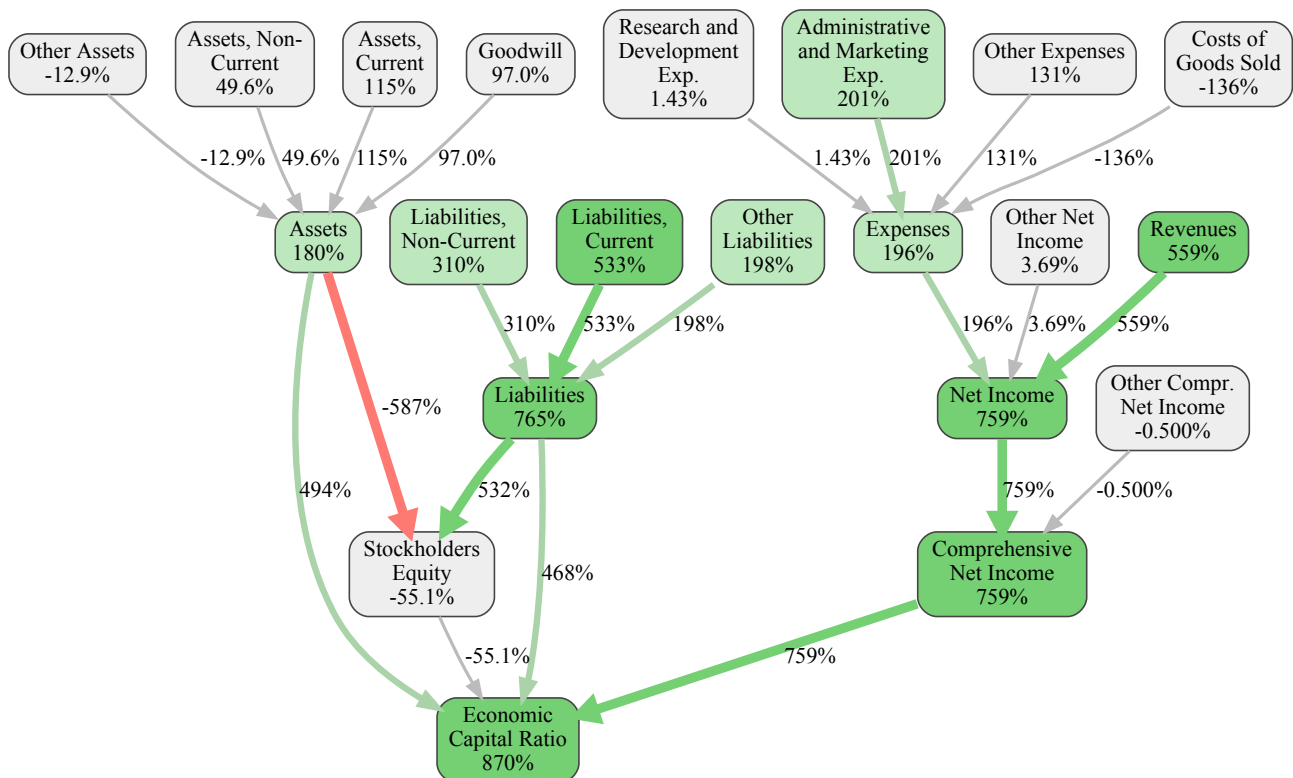 Other Assets
-12.9%
Assets, Non-
Current
49.6%
Assets,
Current
115%
Goodwill
97.0%
Research and
Development
Exp.
1.43%
Administrative
and Marketing
Exp.
201%
Other Expenses
131%
Costs of
Goods Sold
-136%
-12.9%
49.6%
115%
97.0%
1.43%
201%
131%
-136%
Assets
180%
Liabilities,
Non-Current
310%
Liabilities,
Current
533%
Other
Liabilities
198%
Expenses
196%
Other Net
Income
3.69%
Revenues
559%
310%
533%
198%
196%
3.69%
559%
-587%
Liabilities
765%
Net Income
759%
Other Compr.
Net Income
-0.500%
494%
532%
759%
-0.500%
Stockholders
Equity
-55.1%
468%
Comprehensive
Net Income
759%
-55.1%
759%
Economic
Capital Ratio
870%